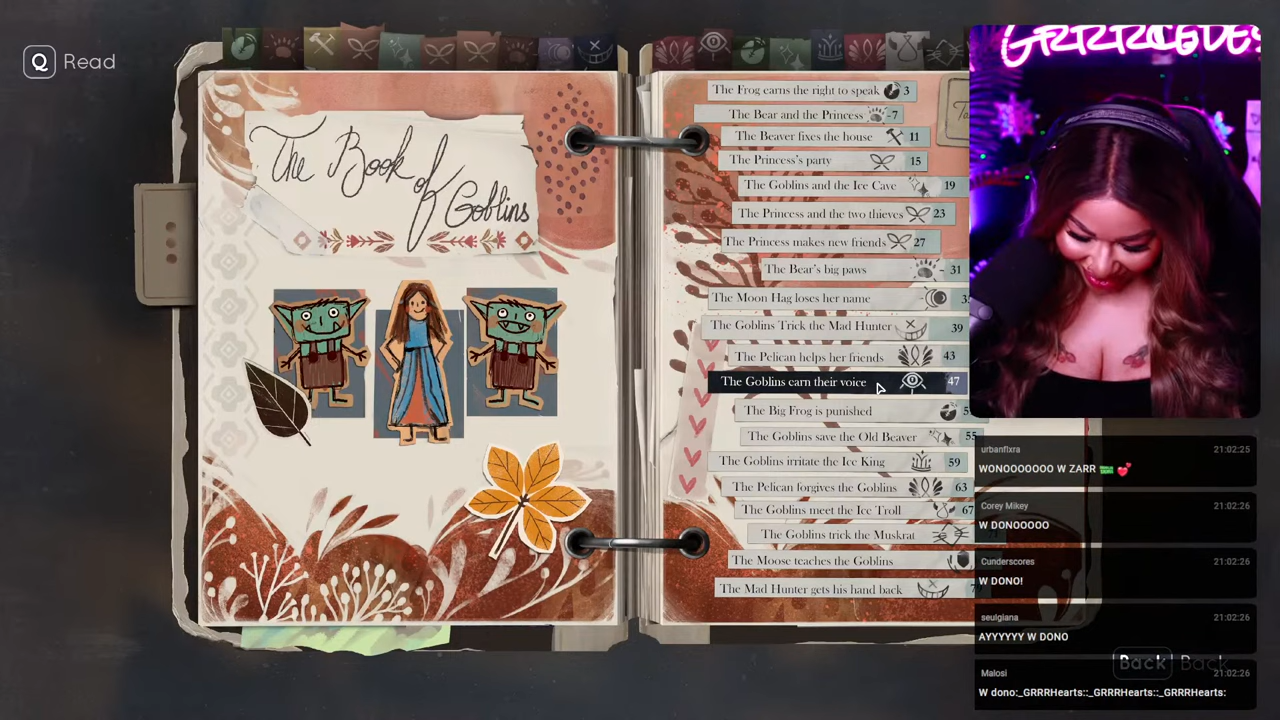 Q Read
The Book of
Goblins
The Frog earns the right to speak 3
The Bear and the Princess -7
The Beaver fixes the house 11
The Princess's party 15
The Goblins and the Ice Cave 19
The Princess and the two thieves 23
The Princess makes new friends 27
The Bear's big paws - 31
The Moon Hag loses her name
The Goblins Trick the Mad Hunter 39
The Pelican helps her friends 43
The Goblins earn their voice 47
The Big Frog is punished
The Goblins save the Old Beaver 55
The Goblins irritate the Ice King 59
The Pelican forgives the Goblins 63
The Goblins meet the Ice Troll 67
The Goblins trick the Muskrat
The Moose teaches the Goblins
The Mad Hunter gets his hand back
urbanfixra 21:02:25
WONOOOOOOO W ZARR
Corey Mikey 21:02:26
W DONOOOOO
Cunderscores 21:02:26
W DONO!
seulgiana 21:02:26
AYYYYYY W DONO
Back Back
Malosi 21:02:26
W dono:_GRRRHearts::_GRRRHearts::_GRRRHearts: